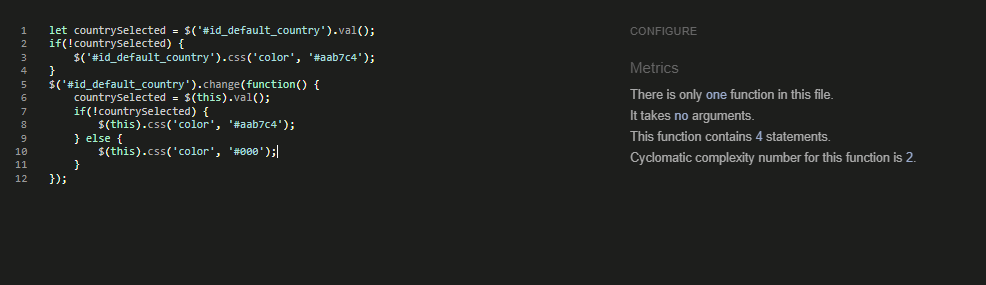 1 let countrySelected = $('#id_default_country').val();
2 if(!countrySelected) {
3 $('#id_default_country').css('color', '#aab7c4');
4 }
5 $('#id_default_country').change(function() {
6 countrySelected = $(this).val();
7 if(!countrySelected) {
8 $(this).css('color', '#aab7c4');
9 } else {
10 $(this).css('color', '#000');
11 }
12 });
CONFIGURE
Metrics
There is only one function in this file.
It takes no arguments.
This function contains 4 statements.
Cyclomatic complexity number for this function is 2.